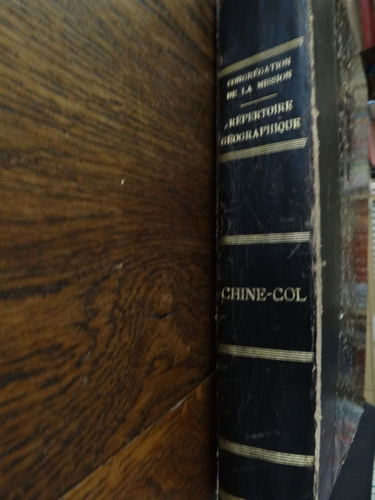 CONGRÉGATION
DE LA MISSION
RÉPERTOIRE
GÉOGRAPHIQUE
CHINE-COL